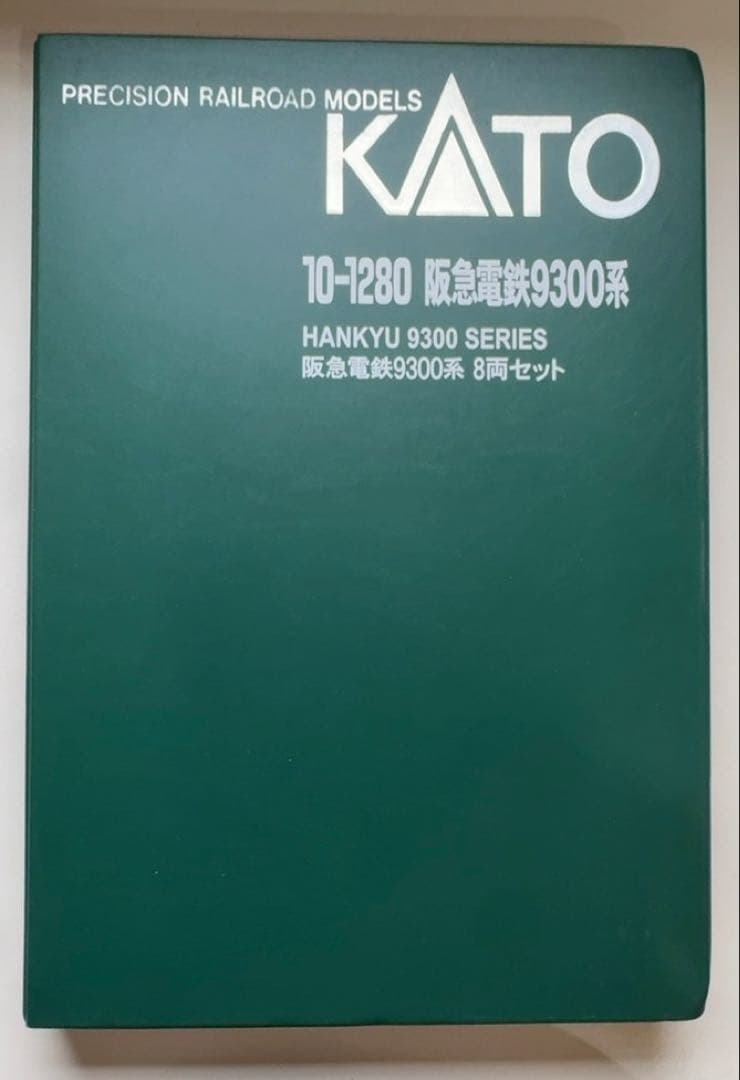 PRECISION RAILROAD MODELS
KATO
10-1280 阪急電鉄9300系
HANKYU 9300 SERIES
阪急電鉄9300系 8両セット